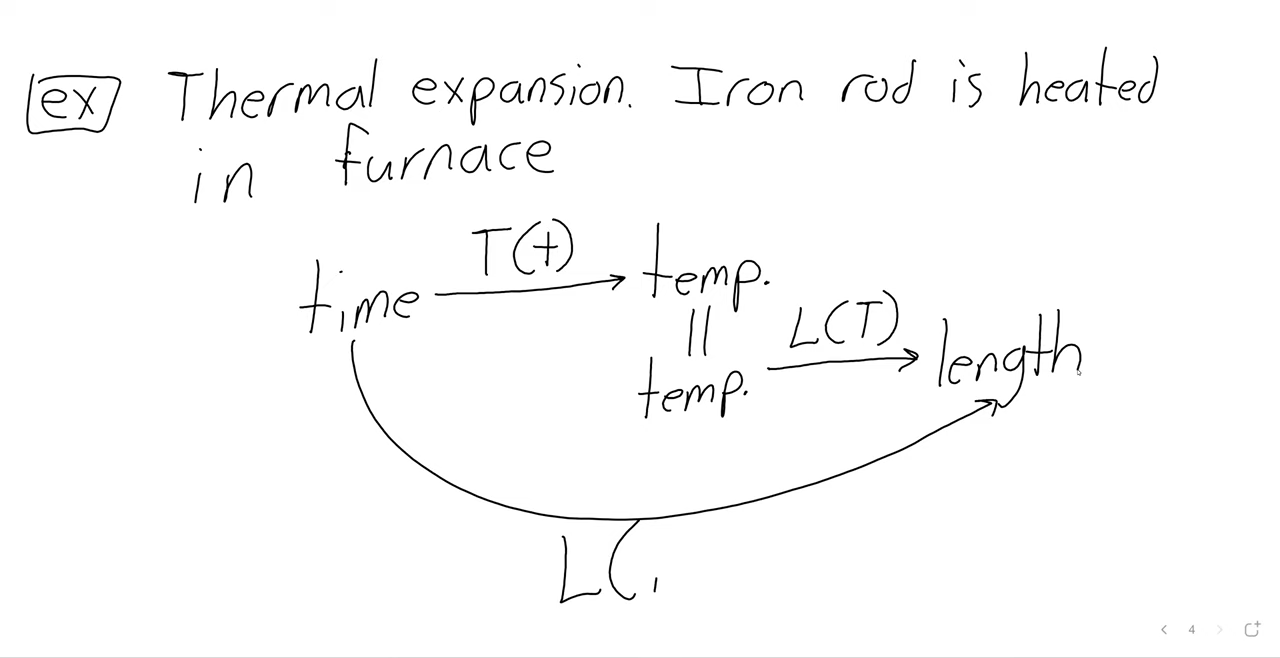 ex Thermal expansion. Iron rod is heated
in furnace
T(t)
time temp.
||
L(T)
temp. length
L(
4